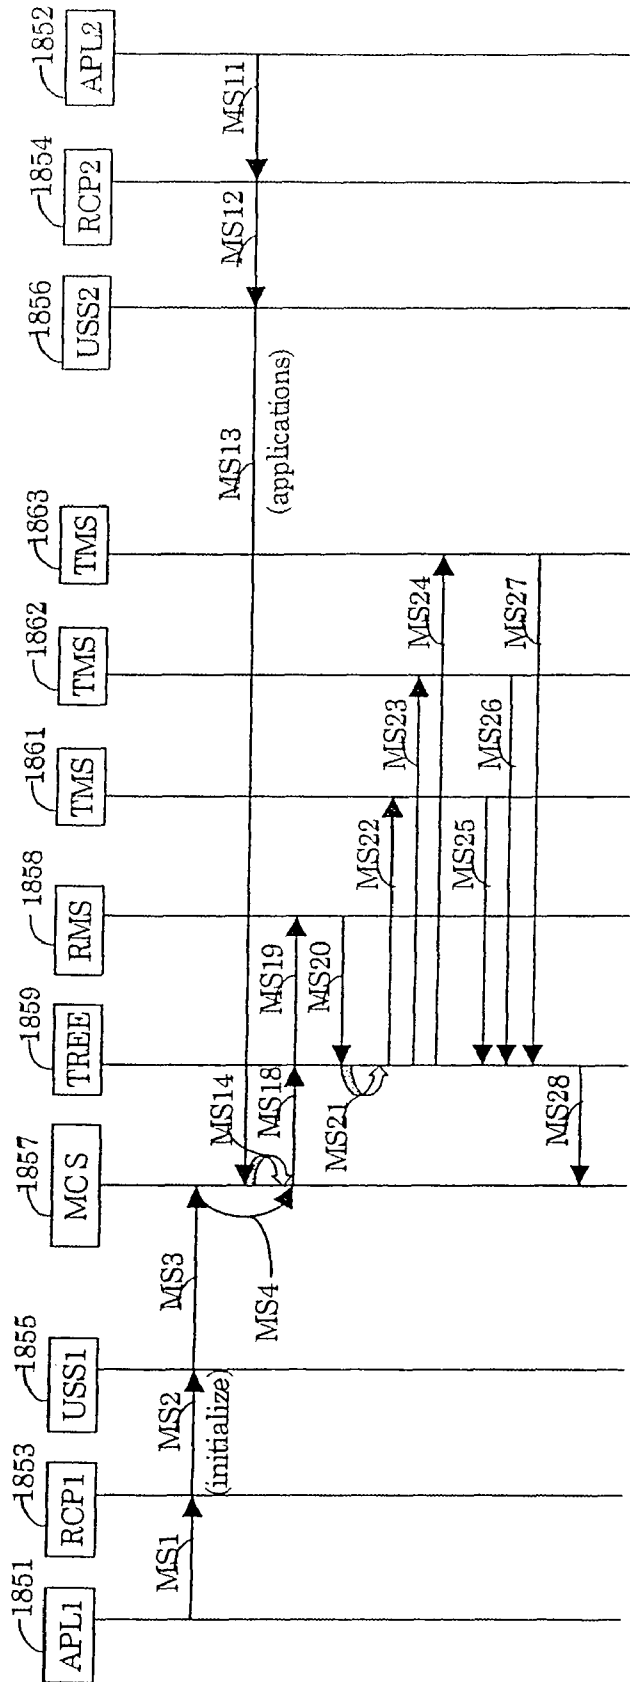 1851
APL1
1853
RCP1
1855
USS1
1857
MCS
1859
TREE
1858
RMS
1861
TMS
1862
TMS
1863
TMS
1856
USS2
1854
RCP2
1852
APL2
MS1
MS2
(initialize)
MS3
MS4
MS11
MS12
MS13
(applications)
MS14
MS18
MS19
MS20
MS21
MS22
MS23
MS24
MS25
MS26
MS27
MS28